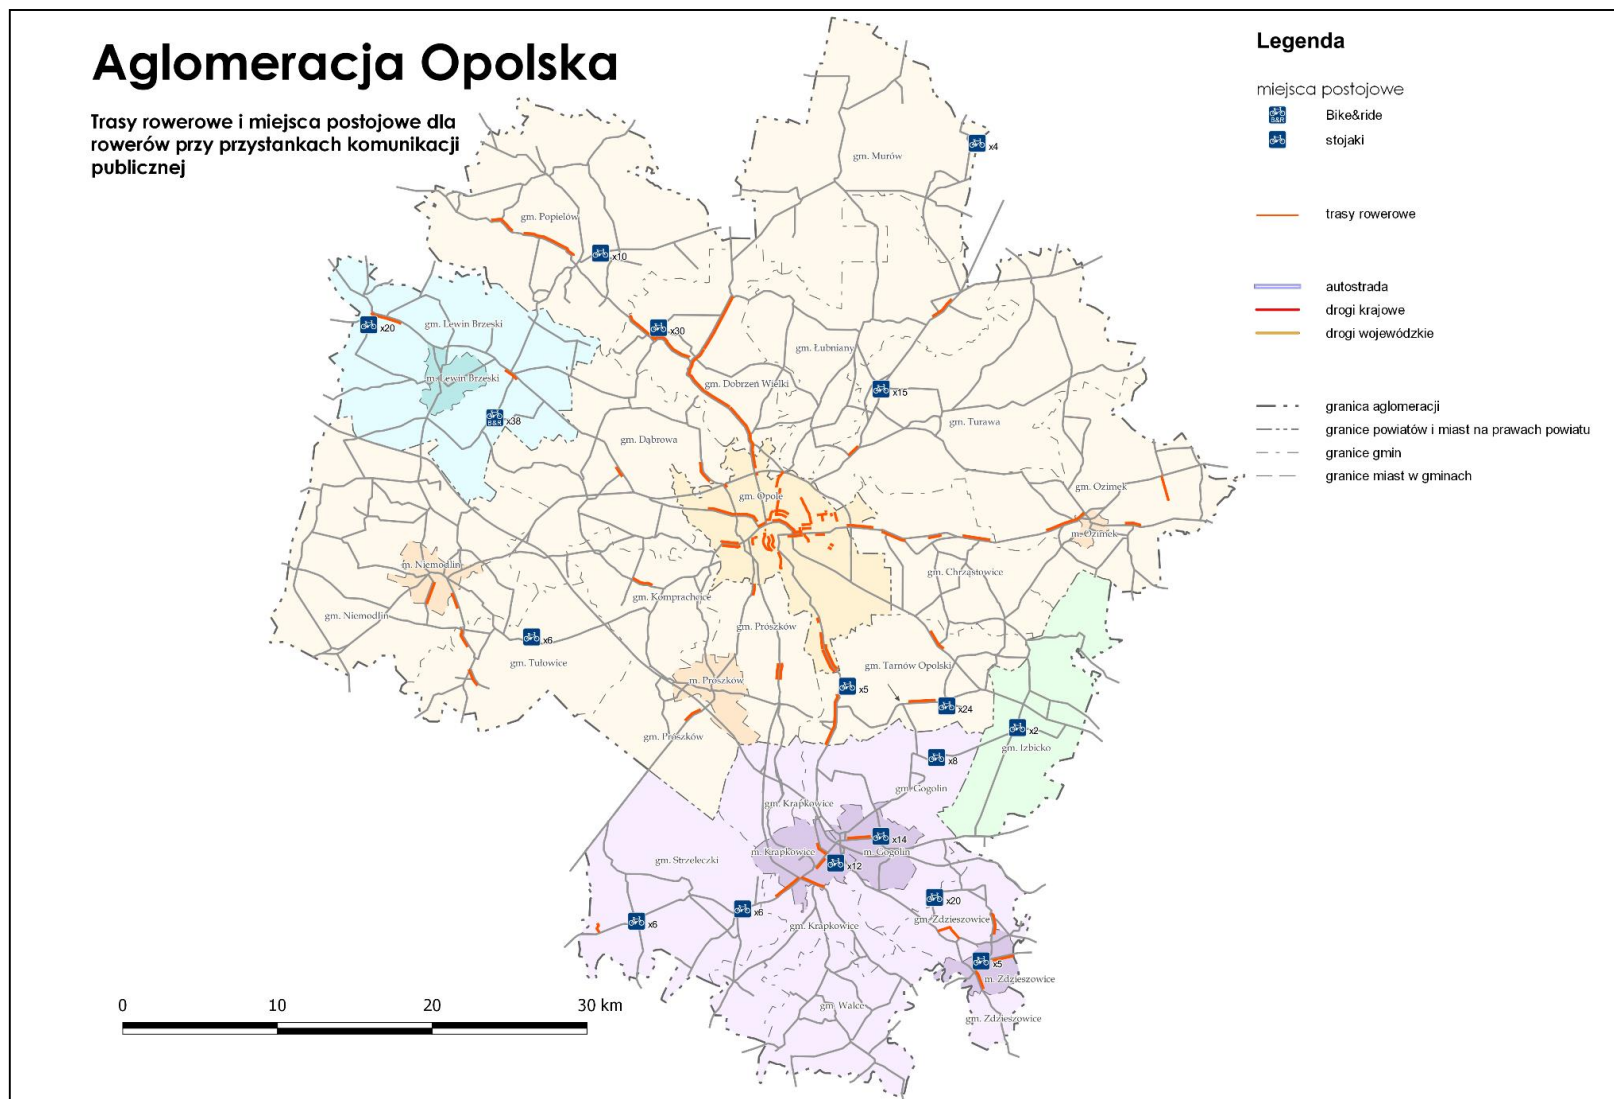 Aglomeracja Opolska
Trasy rowerowe i miejsca postojowe dla
rowerów przy przystankach komunikacji
publicznej
Legenda
miejsca postojowe
B&R
Bike&ride
stojaki
trasy rowerowe
autostrada
drogi krajowe
drogi wojewódzkie
granica aglomeracji
granice powiatów i miast na prawach powiatu
granice gmin
granice miast w gminach
x4
gm. Murów
gm. Popielów
x10
x20
gm. Lewin Brzeski
x30
gm. Łubniany
m. Lewin Brzeski
gm. Dobrzeń Wielki
x15
B&R
x38
gm. Turawa
gm. Dąbrowa
gm. Ozimek
gm. Opole
m. Ozimek
m. Niemodlin
gm. Chrząstowice
gm. Komprachcice
gm. Niemodlin
gm. Prószków
x6
gm. Tułowice
gm. Tarnów Opolski
m. Prószków
x5
x24
x2
gm. Prószków
gm. Izbicko
x8
gm. Gogolin
gm. Krapkowice
x14
m. Krapkowice
m. Gogolin
gm. Strzeleczki
x12
x20
x6
x6
gm. Zdzieszowice
gm. Krapkowice
x5
m. Zdzieszowice
gm. Walce
gm. Zdzieszowice
0 10 20 30 km